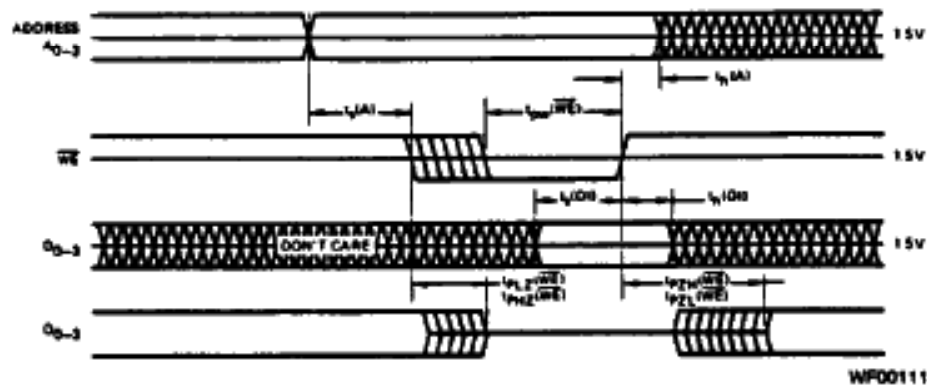 ADDRESS
A0–3
1.5V
th(A)
ts(A)
tpw(WE)
WE
1.5V
ts(DI)
th(DI)
D0–3
DON'T CARE
1.5V
tPLZ(WE)
tPHZ(WE)
tPZH(WE)
tPZL(WE)
O0–3
WF00111